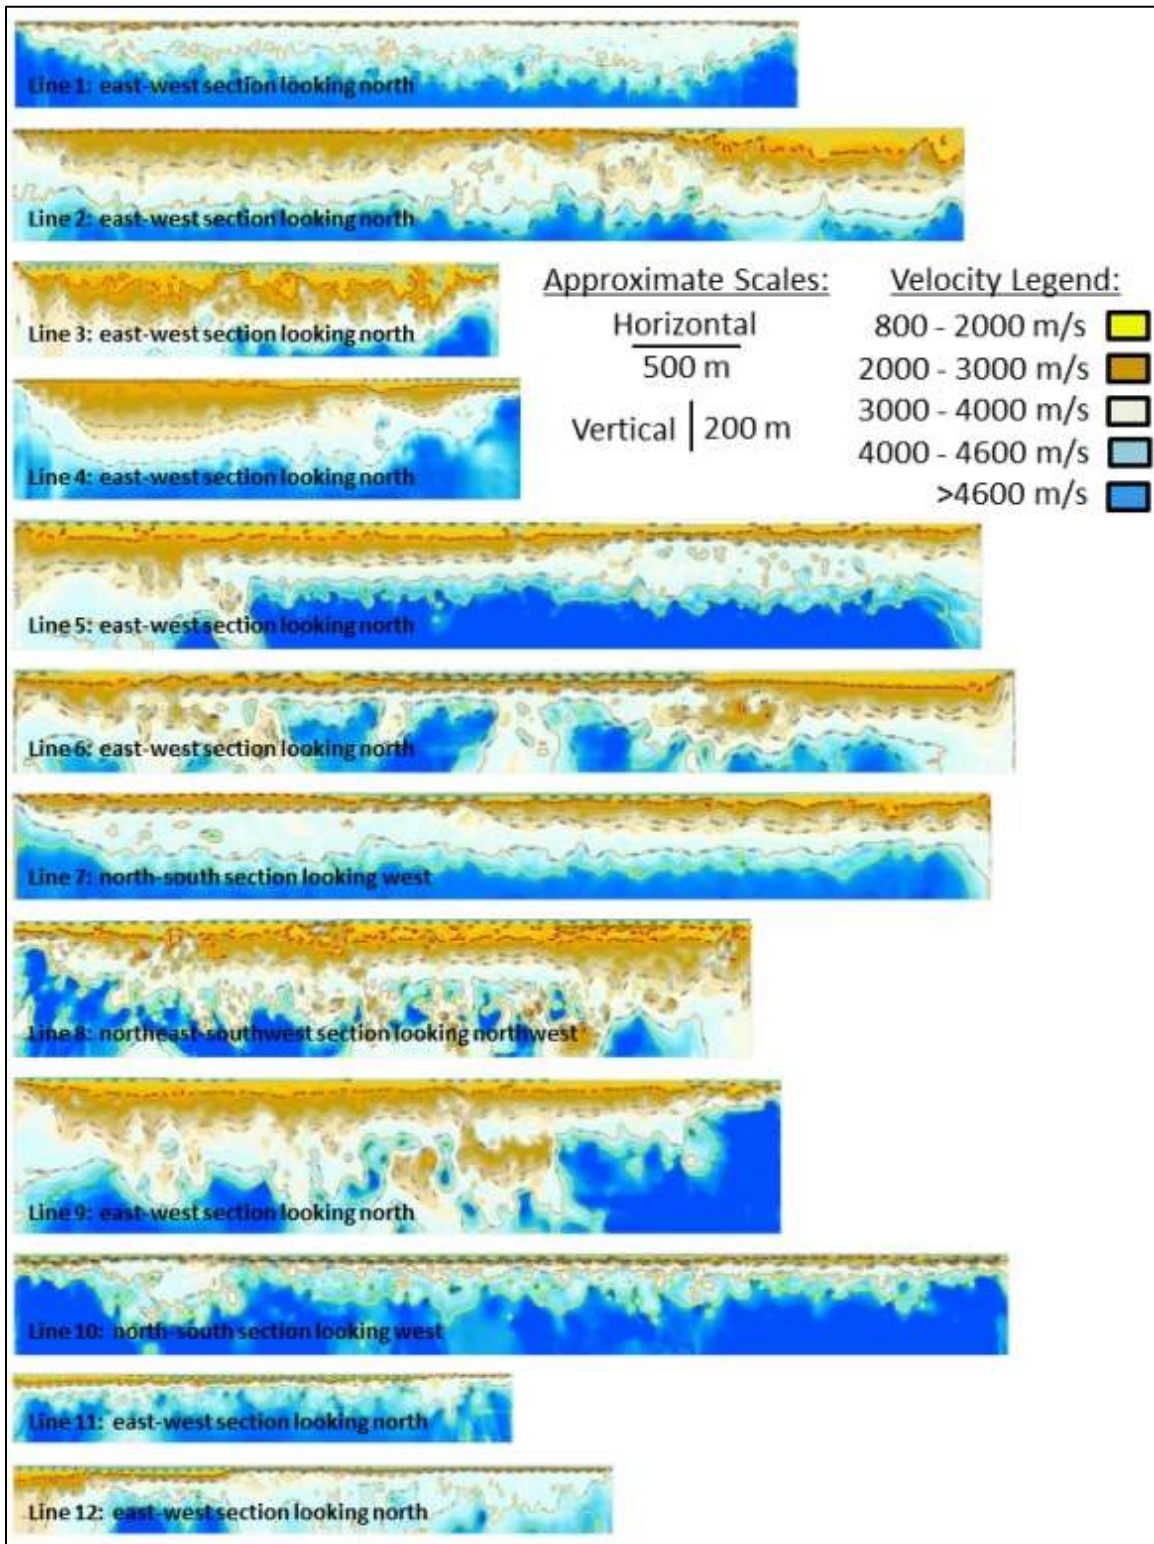 Line 1: east-west section looking north
Line 2: east-west section looking north
Approximate Scales:
Horizontal
500 m
Vertical 200 m
Velocity Legend:
800 - 2000 m/s
2000 - 3000 m/s
3000 - 4000 m/s
4000 - 4600 m/s
>4600 m/s
Line 3: east-west section looking north
Line 4: east-west section looking north
Line 5: east-west section looking north
Line 6: east-west section looking north
Line 7: north-south section looking west
Line 8: northeast-southwest section looking northwest
Line 9: east-west section looking north
Line 10: north-south section looking west
Line 11: east-west section looking north
Line 12: east-west section looking north